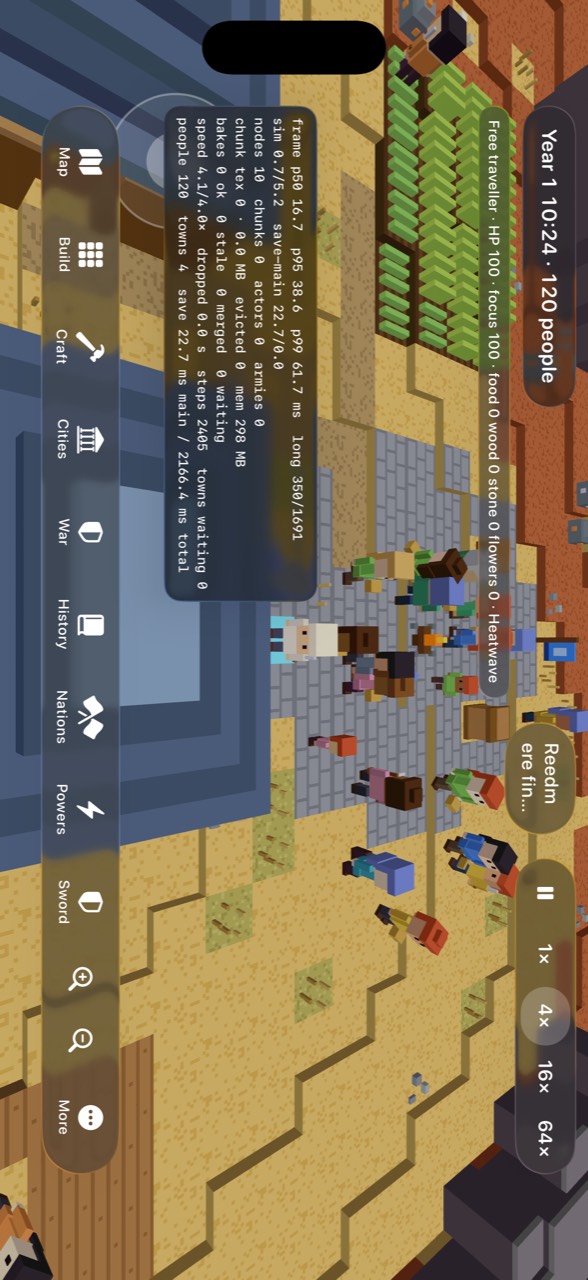 Year 1 10:24 · 120 people
Free traveller · HP 100 · focus 100 · food 0 wood 0 stone 0 flowers 0 · Heatwave
Reedm
ere fin...
1×
4×
16×
64×
frame p50 16.7 p95 38.6 p99 61.7 ms long 350/1691
sim 0.7/5.2 save-main 22.7/0.0
nodes 10 chunks 0 actors 0 armies 0
chunk tex 0 · 0.0 MB evicted 0 mem 298 MB
bakes 0 ok 0 stale 0 merged 0 waiting
speed 4.1/4.0× dropped 0.0 s steps 2405 towns waiting 0
people 120 towns 4 save 22.7 ms main / 2166.4 ms total
Map
Build
Craft
Cities
War
History
Nations
Powers
Sword
More